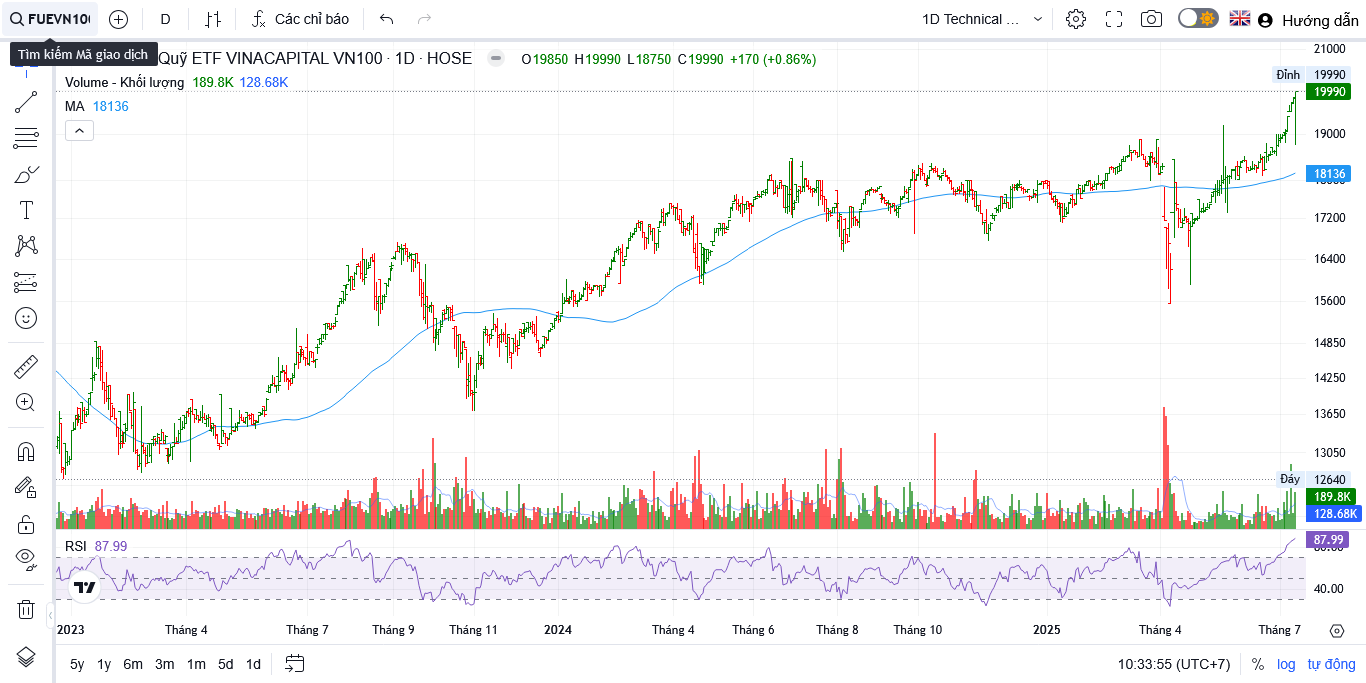 FUEVN100
D
Các chỉ báo
1D Technical ...
Hướng dẫn
Tìm kiếm Mã giao dịch
Quỹ ETF VINACAPITAL VN100 · 1D · HOSE
O19850 H19990 L18750 C19990 +170 (+0.86%)
Volume - Khối lượng 189.8K 128.68K
MA 18136
21000
Đỉnh 19990
19990
19000
18136
17200
16400
15600
14850
14250
13650
13050
Đáy 12640
189.8K
128.68K
RSI 87.99
87.99
40.00
2023 Tháng 4 Tháng 7 Tháng 9 Tháng 11 2024 Tháng 4 Tháng 6 Tháng 8 Tháng 10 2025 Tháng 4 Tháng 7
5y 1y 6m 3m 1m 5d 1d
10:33:55 (UTC+7) % log tự động